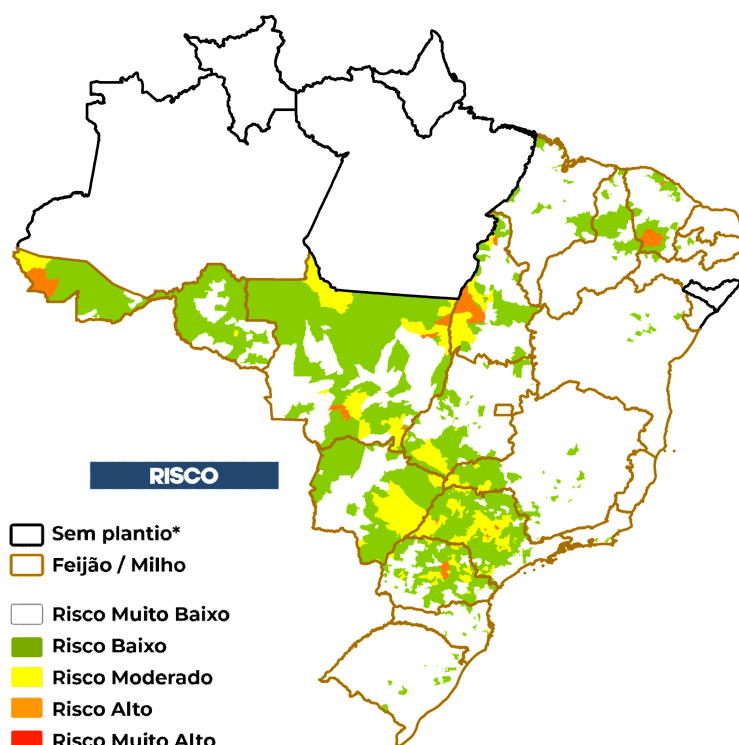 RISCO
Sem plantio*
Feijão / Milho
Risco Muito Baixo
Risco Baixo
Risco Moderado
Risco Alto
Risco Muito Alto